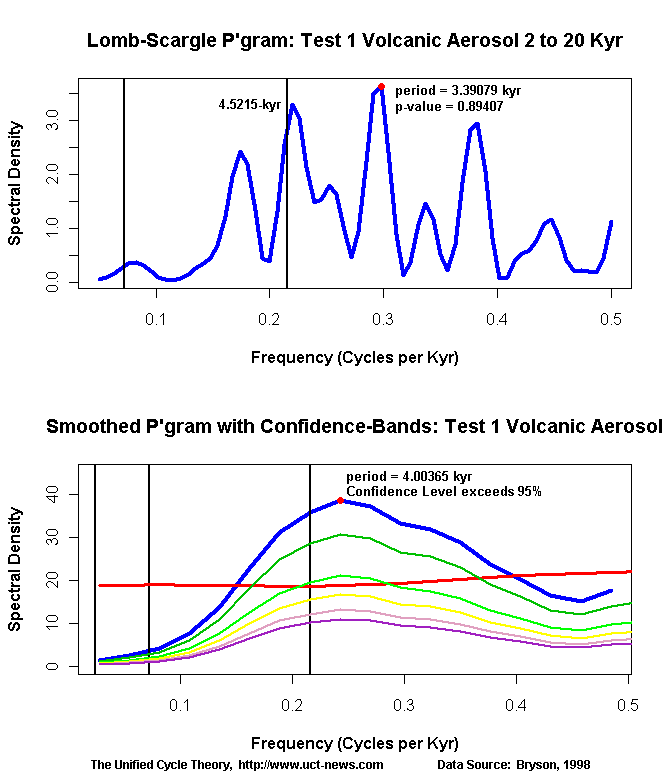 Lomb-Scargle P'gram: Test 1 Volcanic Aerosol 2 to 20 Kyr
4.5215-kyr
period = 3.39079 kyr
p-value = 0.89407
Spectral Density
0.0 1.0 2.0 3.0
0.1 0.2 0.3 0.4 0.5
Frequency (Cycles per Kyr)
Smoothed P'gram with Confidence-Bands: Test 1 Volcanic Aerosol
period = 4.00365 kyr
Confidence Level exceeds 95%
Spectral Density
0 10 20 30 40
0.1 0.2 0.3 0.4 0.5
Frequency (Cycles per Kyr)
The Unified Cycle Theory, http://www.uct-news.com Data Source: Bryson, 1998